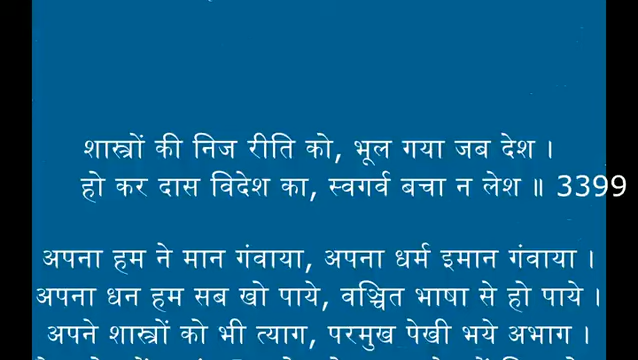 शास्त्रों की निज रीति को, भूल गया जब देश ।
हो कर दास विदेश का, स्वगर्व बचा न लेश ॥ 3399
अपना हम ने मान गंवाया, अपना धर्म इमान गंवाया ।
अपना धन हम सब खो पाये, वञ्चित भाषा से हो पाये ।
अपने शास्त्रों को भी त्याग, परमुख पेखी भये अभाग ।